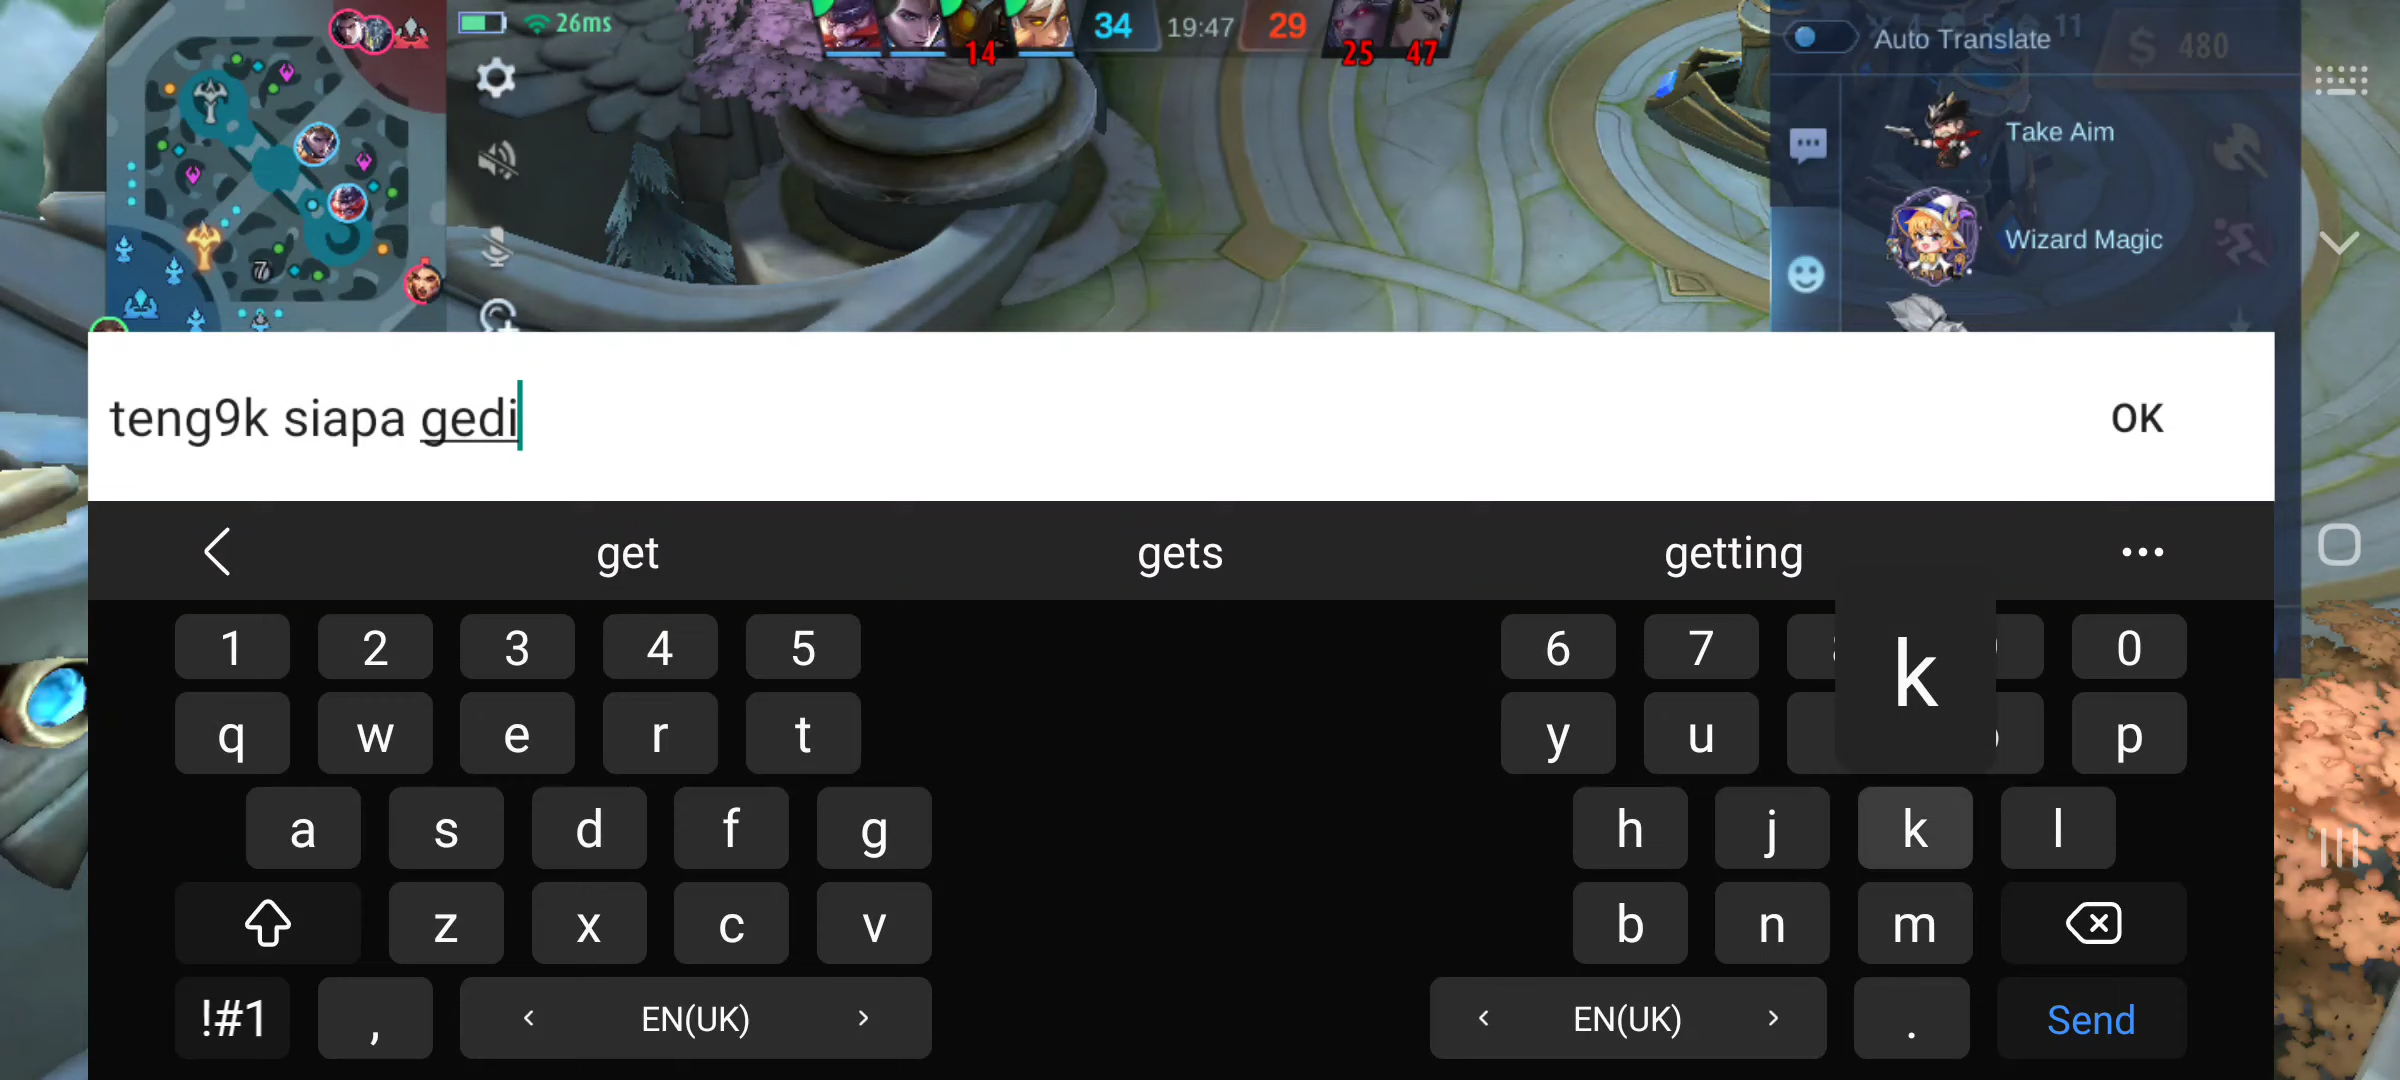 26ms
14
34 19:47 29
25 47
Auto Translate
480
Take Aim
Wizard Magic
teng9k siapa gedi
OK
get gets getting
1 2 3 4 5 6 7 0
q w e r t y u p
k
a s d f g h j k l
z x c v b n m
!#1 , < EN(UK) > < EN(UK) > . Send